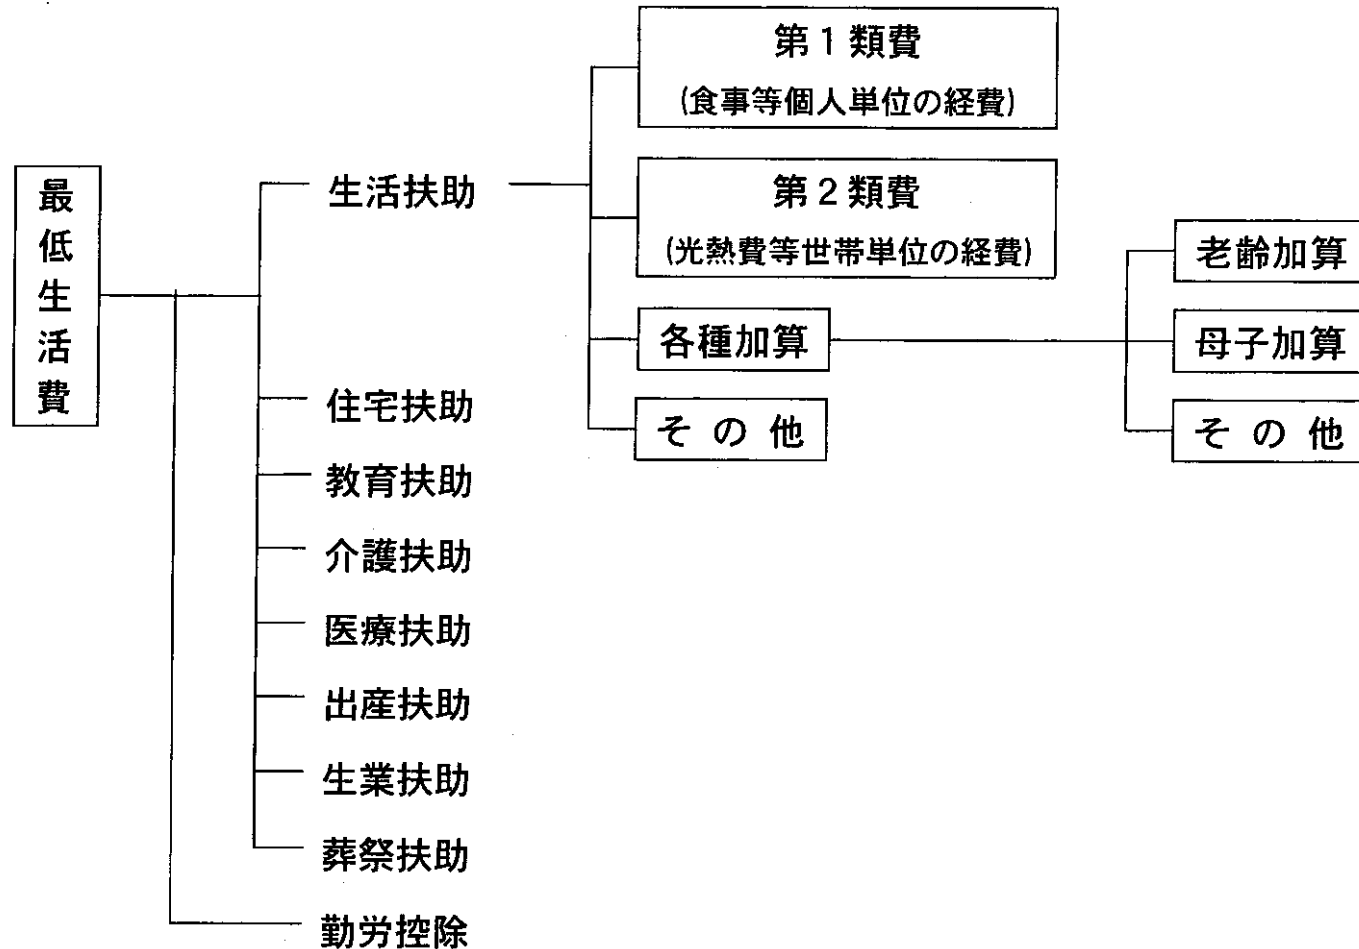 最低生活費
生活扶助
第１類費
(食事等個人単位の経費)
第２類費
(光熱費等世帯単位の経費)
各種加算
老齢加算
母子加算
その他
その他
住宅扶助
教育扶助
介護扶助
医療扶助
出産扶助
生業扶助
葬祭扶助
勤労控除